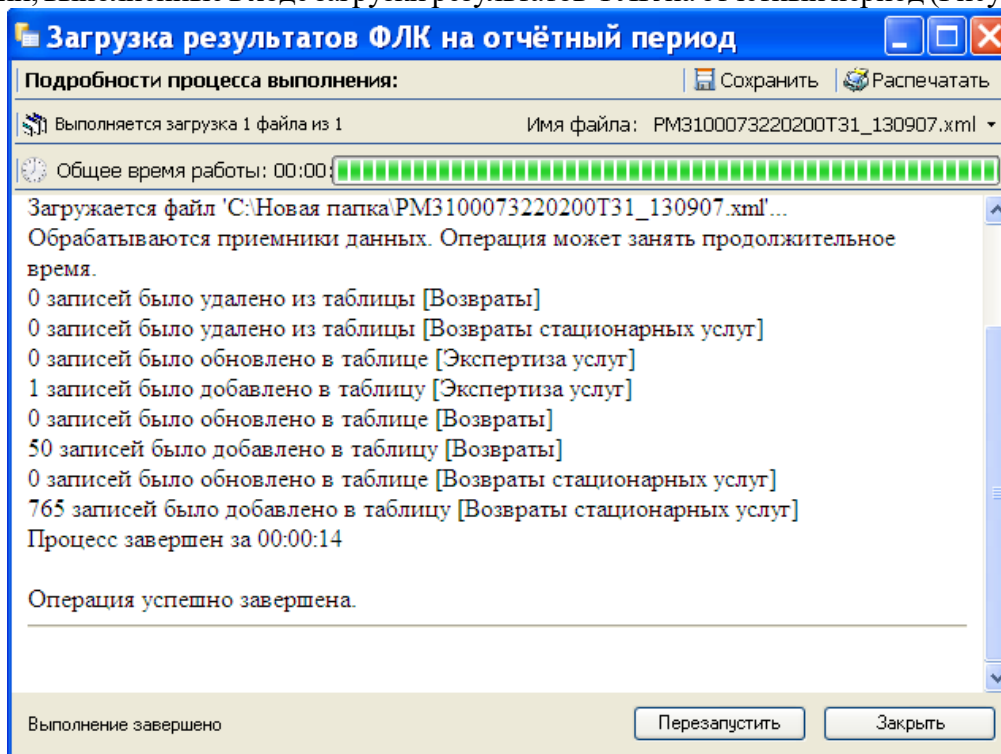 Загрузка результатов ФЛК на отчётный период
Подробности процесса выполнения: Сохранить Распечатать
Выполняется загрузка 1 файла из 1 Имя файла: PM3100073220200T31_130907.xml
Общее время работы: 00:00:
Загружается файл 'C:\Новая папка\PM3100073220200T31_130907.xml'...
Обрабатываются приемники данных. Операция может занять продолжительное
время.
0 записей было удалено из таблицы [Возвраты]
0 записей было удалено из таблицы [Возвраты стационарных услуг]
0 записей было обновлено в таблице [Экспертиза услуг]
1 записей было добавлено в таблицу [Экспертиза услуг]
0 записей было обновлено в таблице [Возвраты]
50 записей было добавлено в таблицу [Возвраты]
0 записей было обновлено в таблице [Возвраты стационарных услуг]
765 записей было добавлено в таблицу [Возвраты стационарных услуг]
Процесс завершен за 00:00:14
Операция успешно завершена.
Выполнение завершено Перезапустить Закрыть